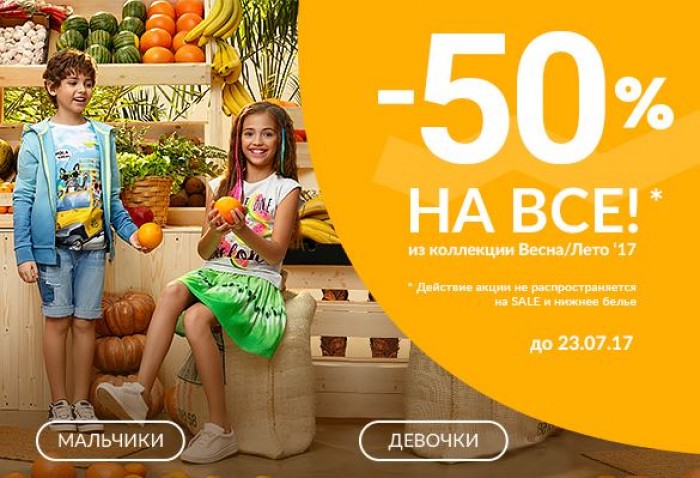 -50%
НА ВСЕ! *
из коллекции Весна/Лето ‘17
* Действие акции не распространяется
на SALE и нижнее белье
до 23.07.17
МАЛЬЧИКИ
ДЕВОЧКИ